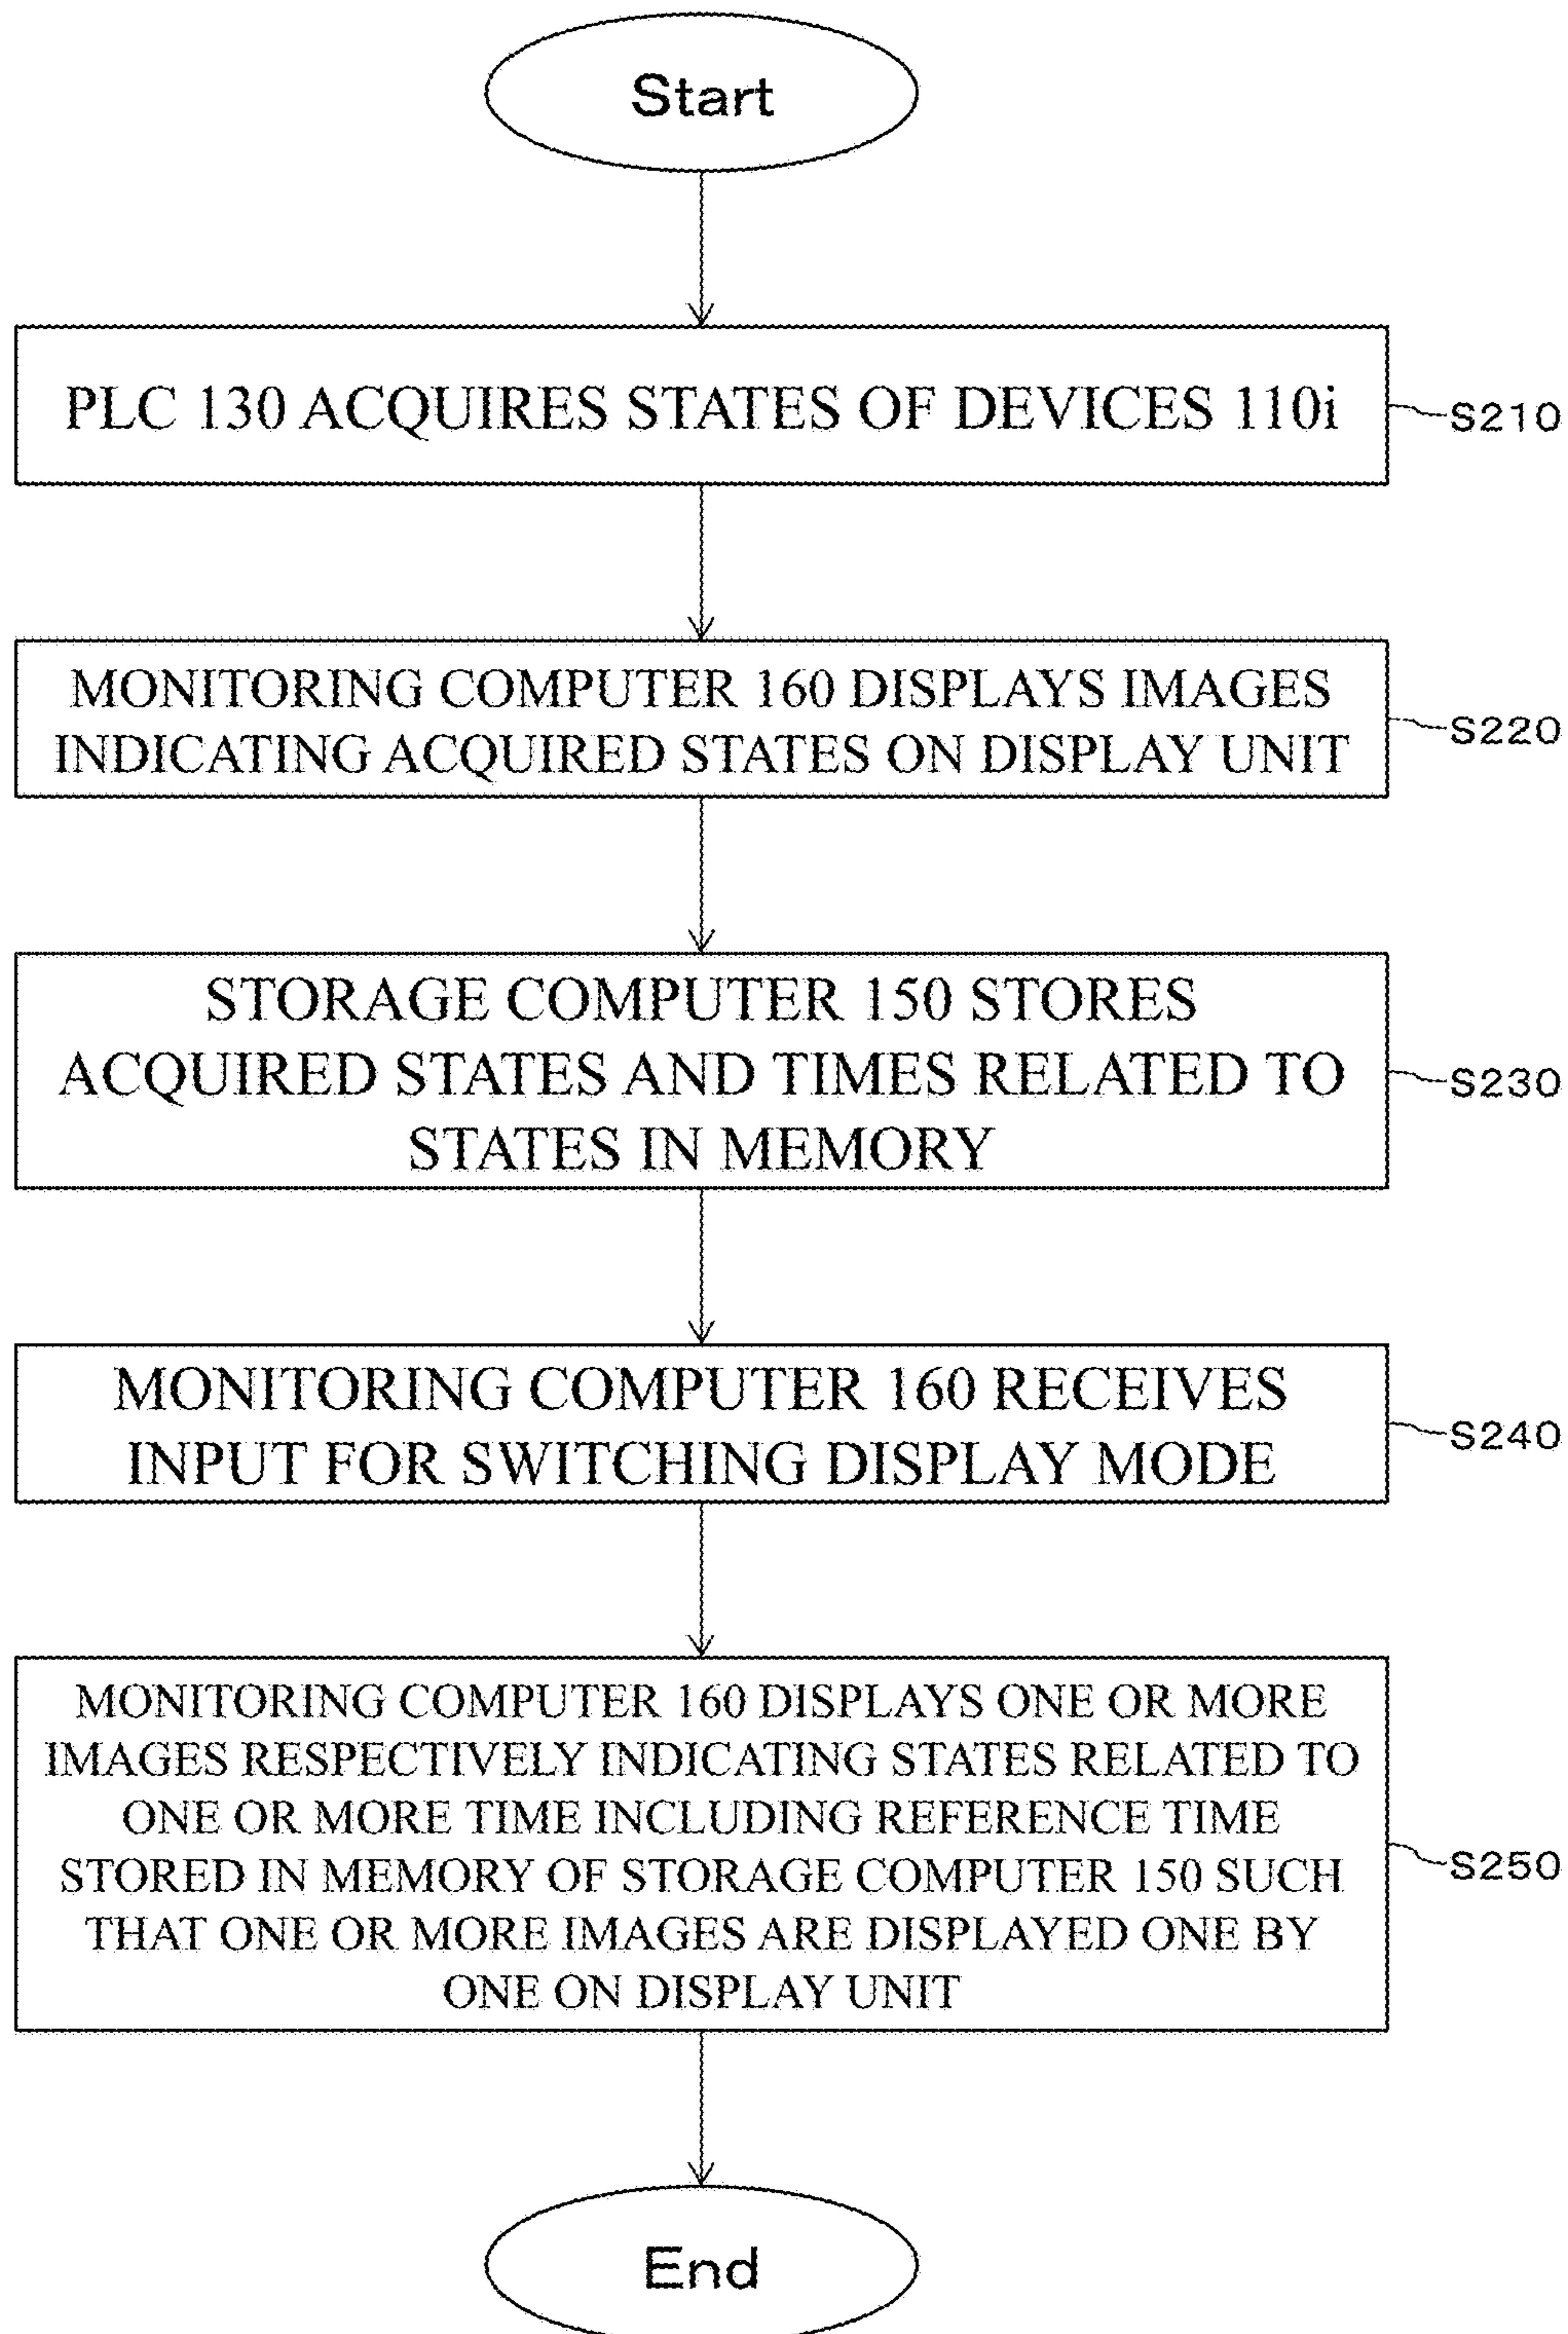 Start
PLC 130 ACQUIRES STATES OF DEVICES 110i
S210
MONITORING COMPUTER 160 DISPLAYS IMAGES
INDICATING ACQUIRED STATES ON DISPLAY UNIT
S220
STORAGE COMPUTER 150 STORES
ACQUIRED STATES AND TIMES RELATED TO
STATES IN MEMORY
S230
MONITORING COMPUTER 160 RECEIVES
INPUT FOR SWITCHING DISPLAY MODE
S240
MONITORING COMPUTER 160 DISPLAYS ONE OR MORE
IMAGES RESPECTIVELY INDICATING STATES RELATED TO
ONE OR MORE TIME INCLUDING REFERENCE TIME
STORED IN MEMORY OF STORAGE COMPUTER 150 SUCH
THAT ONE OR MORE IMAGES ARE DISPLAYED ONE BY
ONE ON DISPLAY UNIT
S250
End